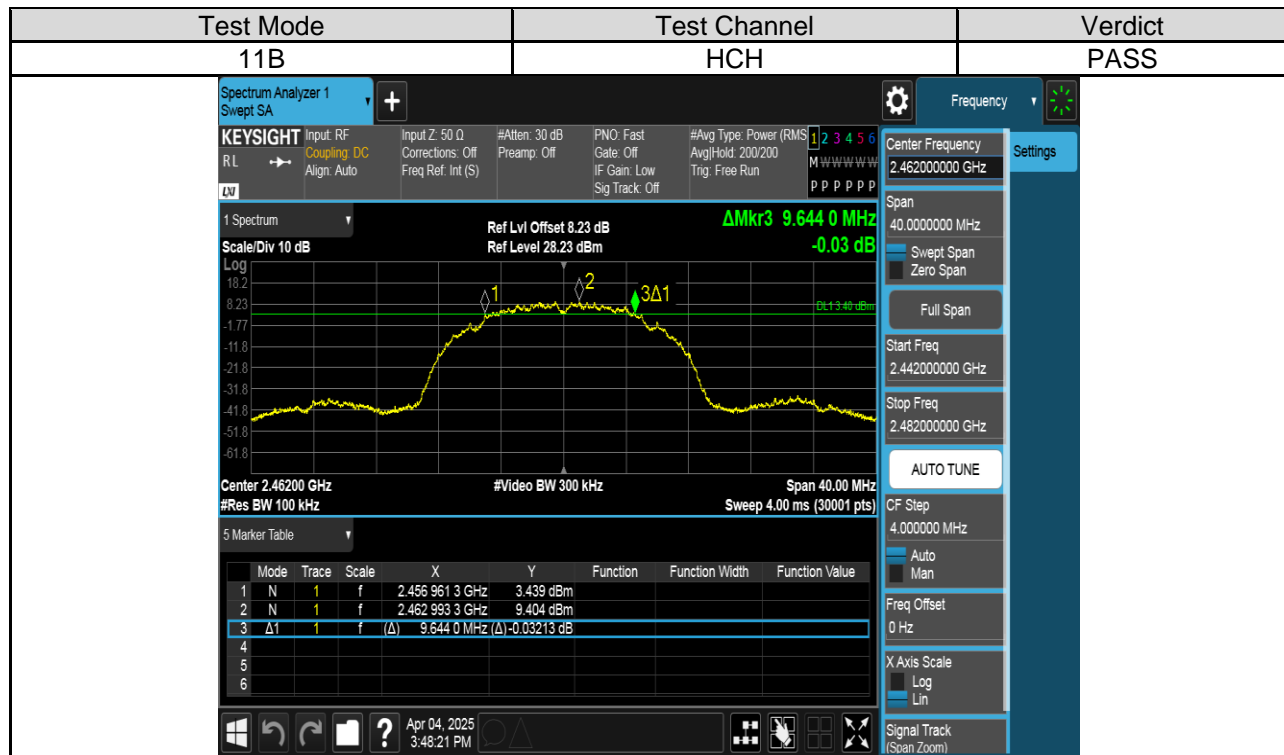 Test Mode Test Channel Verdict
11B HCH PASS
Spectrum Analyzer 1
Swept SA
+
Frequency
KEYSIGHT Input: RF Input Z: 50 Ω #Atten: 30 dB PNO: Fast #Avg Type: Power (RMS 1 2 3 4 5 6
RL Coupling: DC Corrections: Off Preamp: Off Gate: Off Avg|Hold: 200/200 M W W W W W
Align: Auto Freq Ref: Int (S) IF Gain: Low Trig: Free Run
LXI Sig Track: Off P P P P P P
Center Frequency
2.462000000 GHz
Settings
Span
40.0000000 MHz
Swept Span
Zero Span
Full Span
Start Freq
2.442000000 GHz
Stop Freq
2.482000000 GHz
AUTO TUNE
CF Step
4.000000 MHz
Auto
Man
Freq Offset
0 Hz
X Axis Scale
Log
Lin
Signal Track
(Span Zoom)
1 Spectrum
Ref Lvl Offset 8.23 dB ΔMkr3 9.644 0 MHz
Scale/Div 10 dB Ref Level 28.23 dBm -0.03 dB
Log
18.2
8.23
-1.77
-11.8
-21.8
-31.8
-41.8
-51.8
-61.8
1
2
3Δ1
DL1 3.40 dBm
Center 2.46200 GHz #Video BW 300 kHz Span 40.00 MHz
#Res BW 100 kHz Sweep 4.00 ms (30001 pts)
5 Marker Table
Mode Trace Scale X Y Function Function Width Function Value
1 N 1 f 2.456 961 3 GHz 3.439 dBm
2 N 1 f 2.462 993 3 GHz 9.404 dBm
3 Δ1 1 f (Δ) 9.644 0 MHz (Δ) -0.03213 dB
4
5
6
? Apr 04, 2025
3:48:21 PM